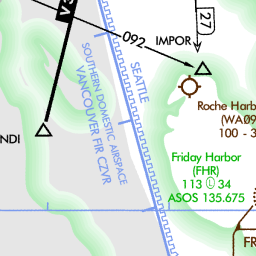 092
IMPOR
27
SEATTLE
SOUTHERN DOMESTIC AIRSPACE
VANCOUVER FIR CZVR
NDI
Roche Harb
(WA09
100 - 3
Friday Harbor
(FHR)
113 34
ASOS 135.675
FR